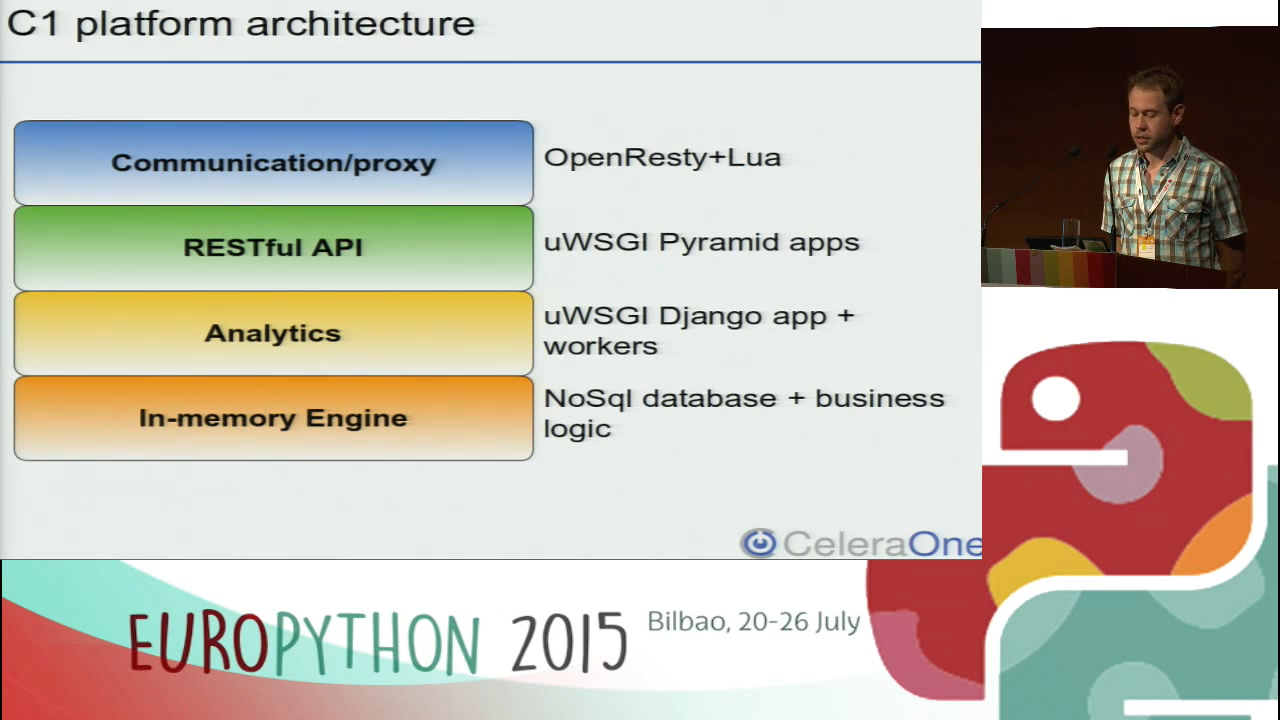 C1 platform architecture
Communication/proxy
OpenResty+Lua
RESTful API
uWSGI Pyramid apps
Analytics
uWSGI Django app +
workers
In-memory Engine
NoSql database + business
logic
CeleraOne
EUROPYTHON 2015
Bilbao, 20-26 July